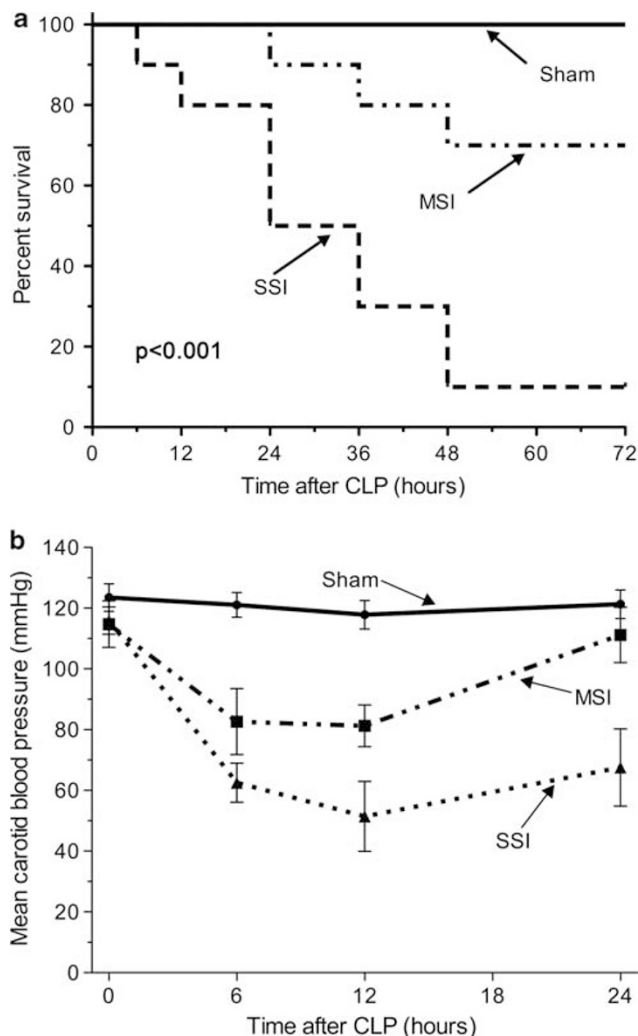 a
100
80
60
40
20
0
Percent survival
Sham
MSI
SSI
p<0.001
0 12 24 36 48 60 72
Time after CLP (hours)
b
140
120
100
80
60
40
20
0
Mean carotid blood pressure (mmHg)
Sham
MSI
SSI
0 6 12 18 24
Time after CLP (hours)